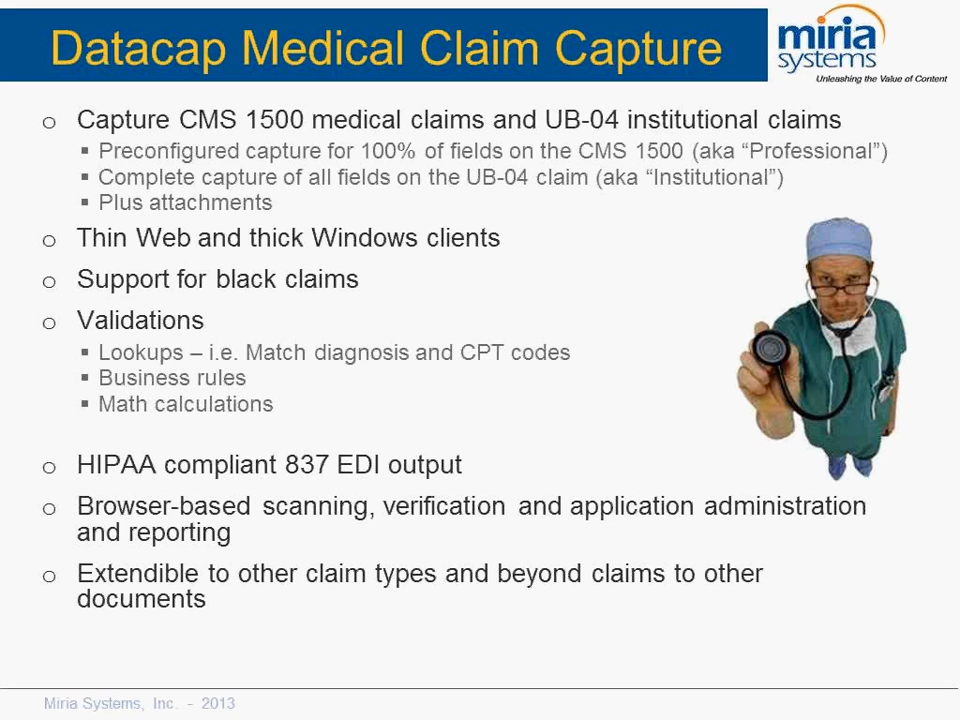 Datacap Medical Claim Capture
miria
systems
Unleashing the Value of Content
o Capture CMS 1500 medical claims and UB-04 institutional claims
▪ Preconfigured capture for 100% of fields on the CMS 1500 (aka “Professional”)
▪ Complete capture of all fields on the UB-04 claim (aka “Institutional”)
▪ Plus attachments
o Thin Web and thick Windows clients
o Support for black claims
o Validations
▪ Lookups – i.e. Match diagnosis and CPT codes
▪ Business rules
▪ Math calculations
o HIPAA compliant 837 EDI output
o Browser-based scanning, verification and application administration
and reporting
o Extendible to other claim types and beyond claims to other
documents
Miria Systems, Inc. - 2013